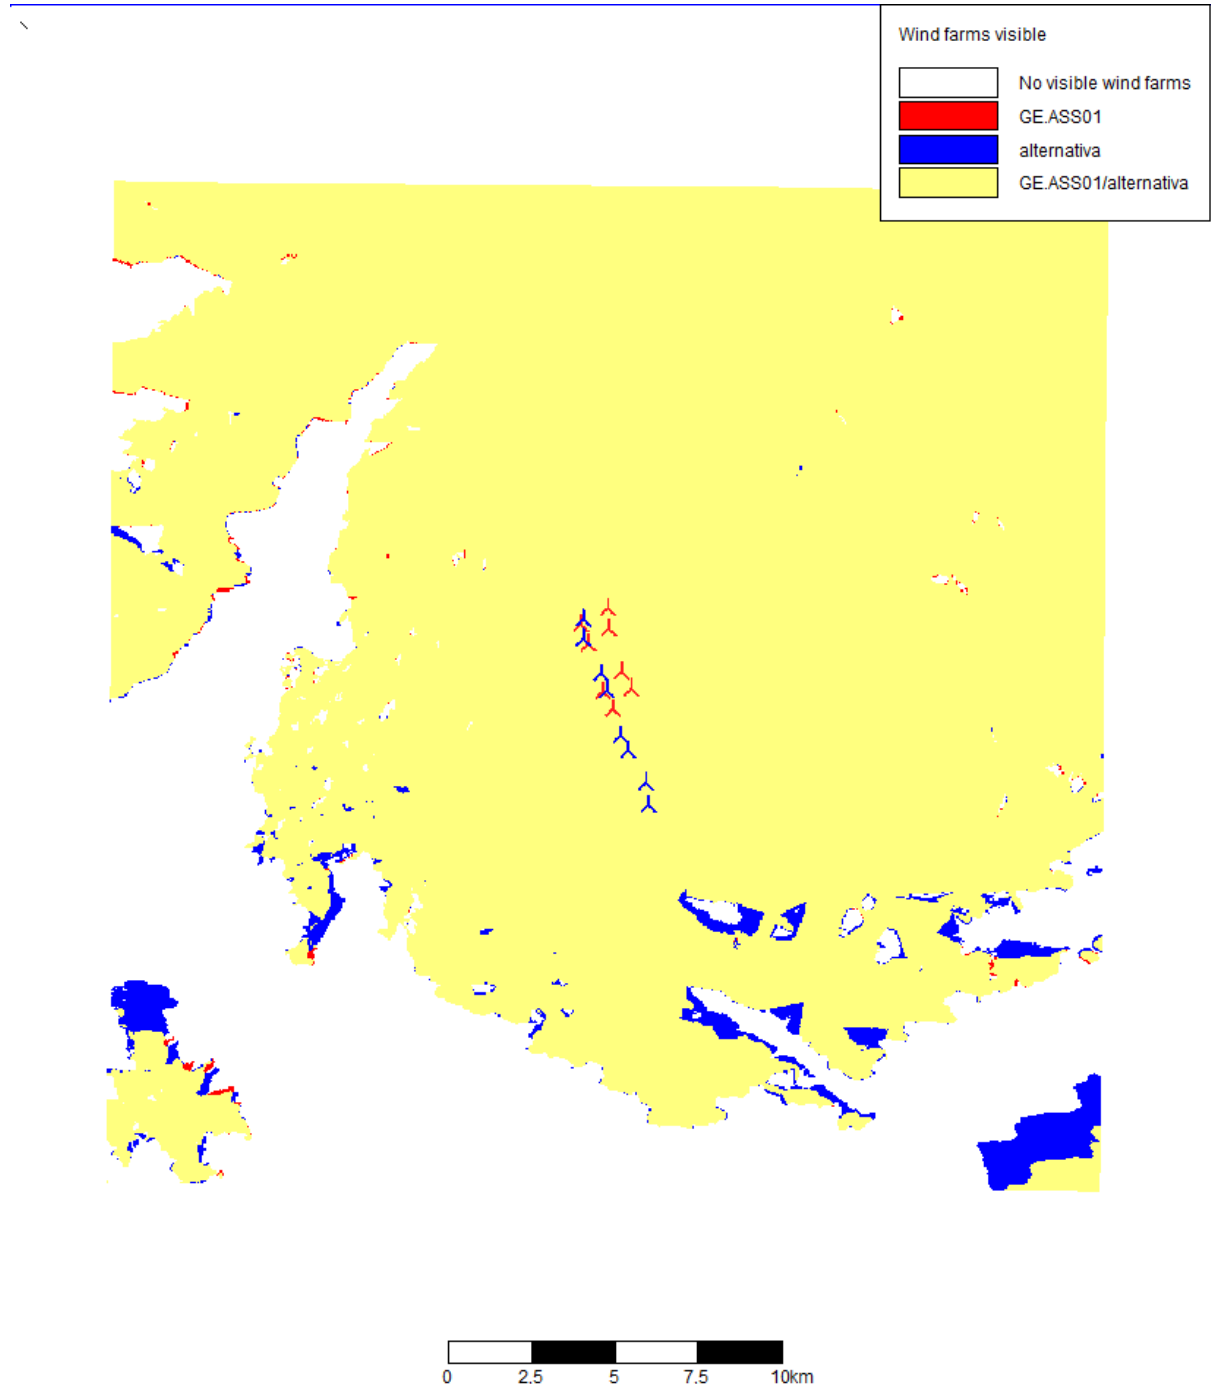 Wind farms visible
No visible wind farms
GE.ASS01
alternativa
GE.ASS01/alternativa
0 2.5 5 7.5 10km